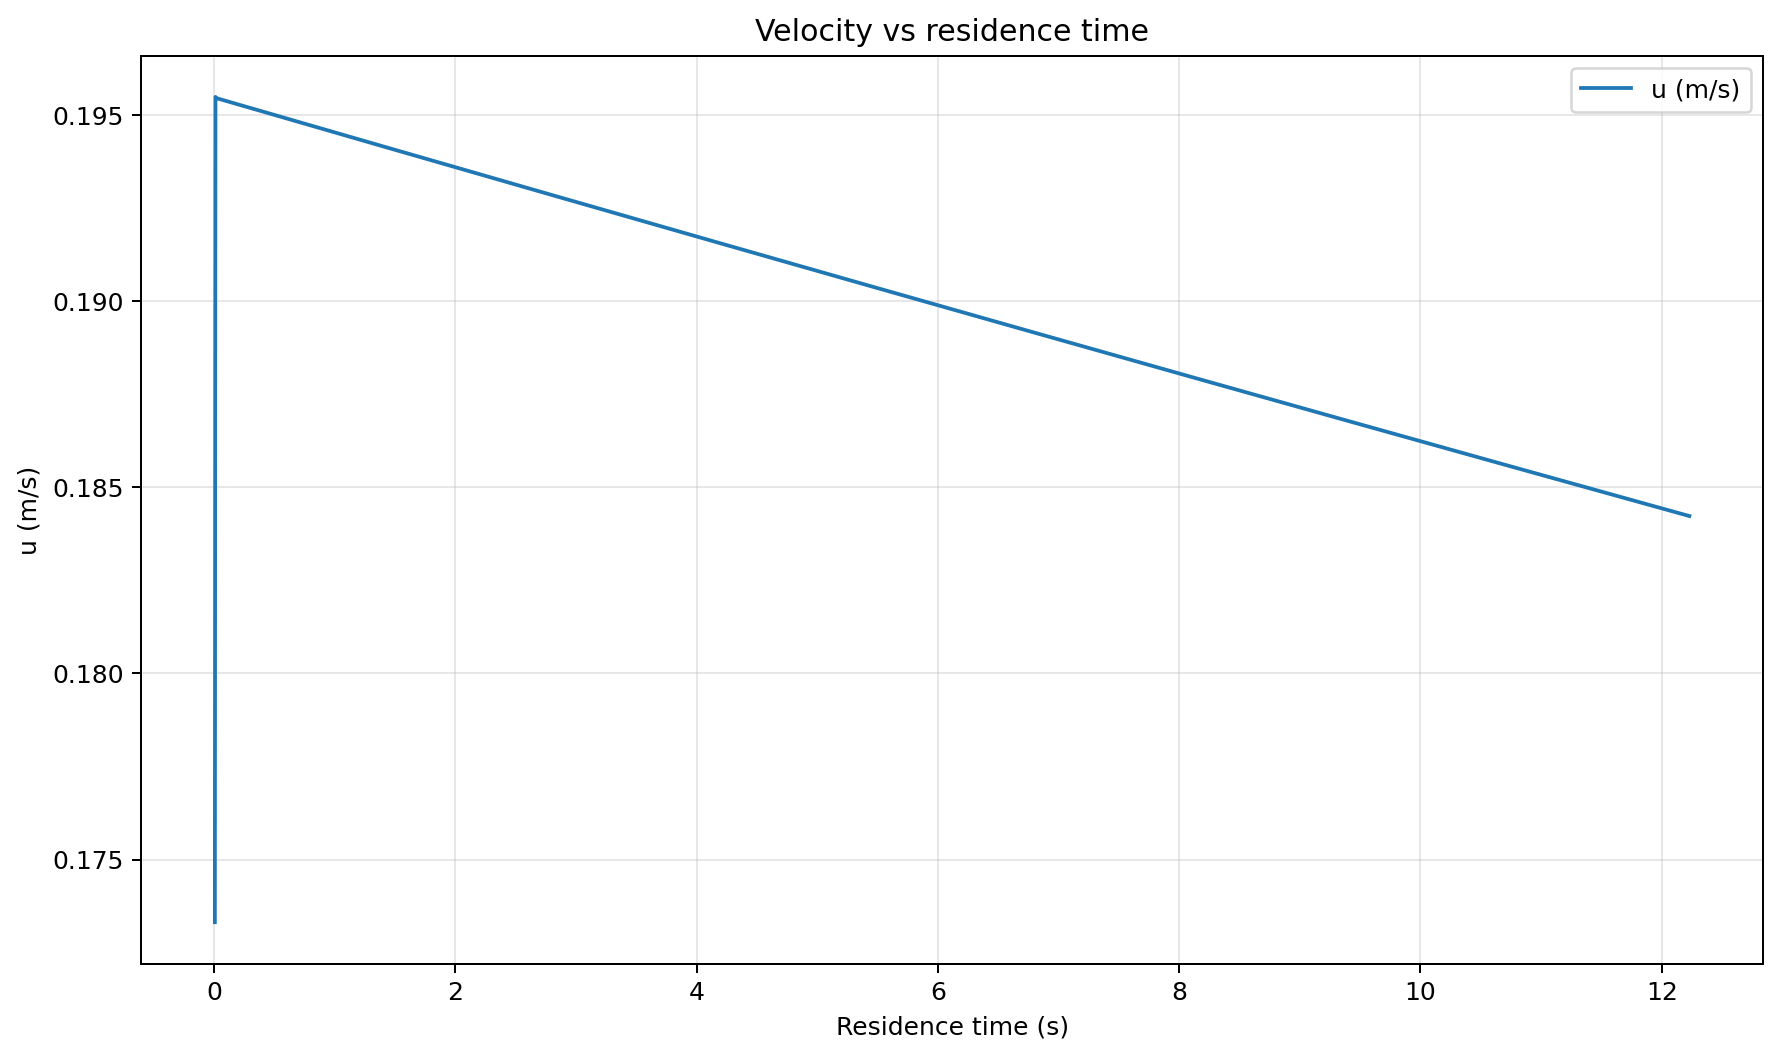 Velocity vs residence time
u (m/s)
0.195
0.190
0.185
0.180
0.175
u (m/s)
0 2 4 6 8 10 12
Residence time (s)